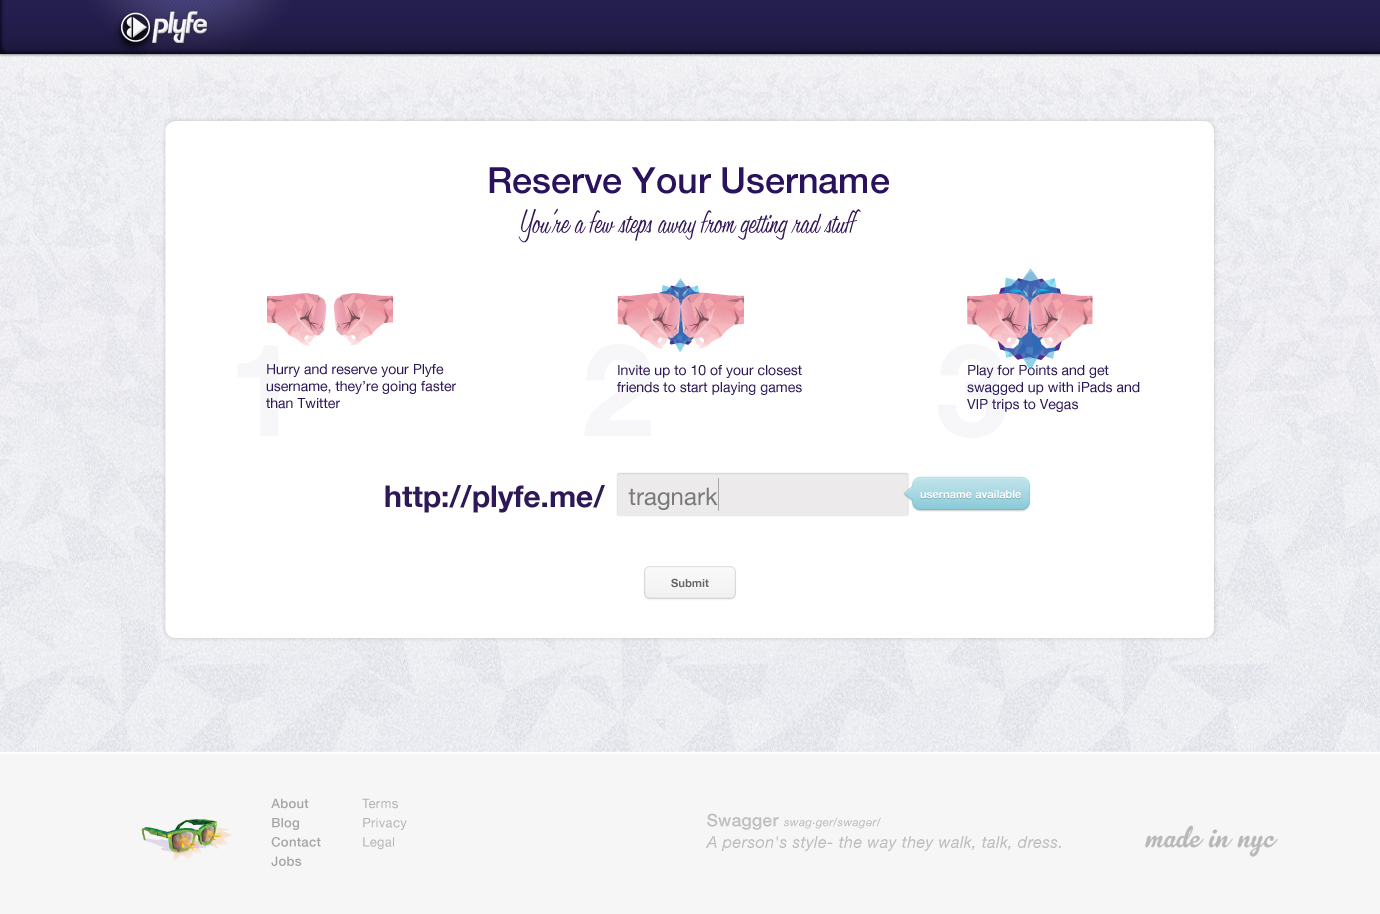 plyfe
Reserve Your Username
You're a few steps away from getting rad stuff
1
Hurry and reserve your Plyfe
username, they're going faster
than Twitter
2
Invite up to 10 of your closest
friends to start playing games
3
Play for Points and get
swagged up with iPads and
VIP trips to Vegas
http://plyfe.me/
tragnark
username available
Submit
About
Blog
Contact
Jobs
Terms
Privacy
Legal
Swagger swag·ger/swagər/
A person's style- the way they walk, talk, dress.
made in nyc